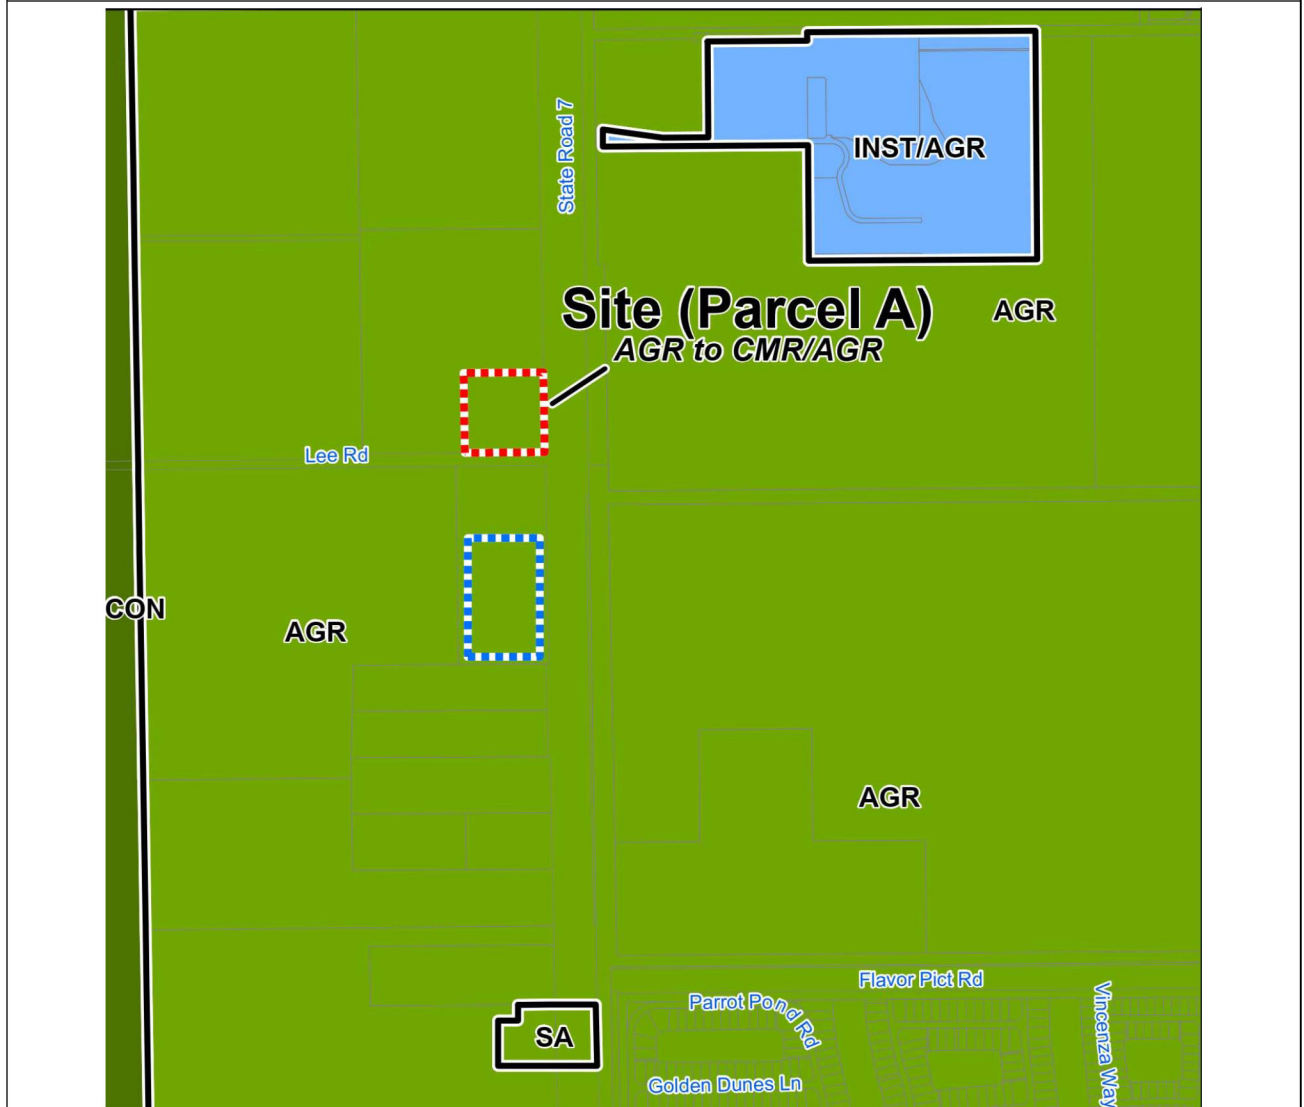 State Road 7
INST/AGR
Site (Parcel A)
AGR to CMR/AGR
AGR
Lee Rd
CON
AGR
AGR
Flavor Pict Rd
Parrot Pond Rd
Vincenza Way
SA
Golden Dunes Ln